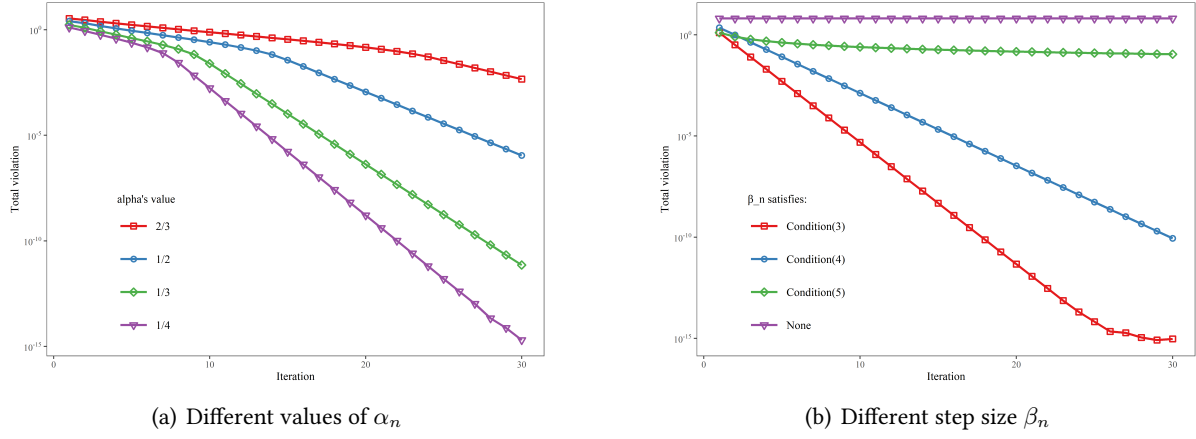 10^0
10^-5
10^-10
10^-15
Total violation
alpha's value
2/3
1/2
1/3
1/4
0
10
20
30
Iteration
(a) Different values of α_n
10^0
10^-5
10^-10
10^-15
Total violation
β_n satisfies:
Condition(3)
Condition(4)
Condition(5)
None
0
10
20
30
Iteration
(b) Different step size β_n